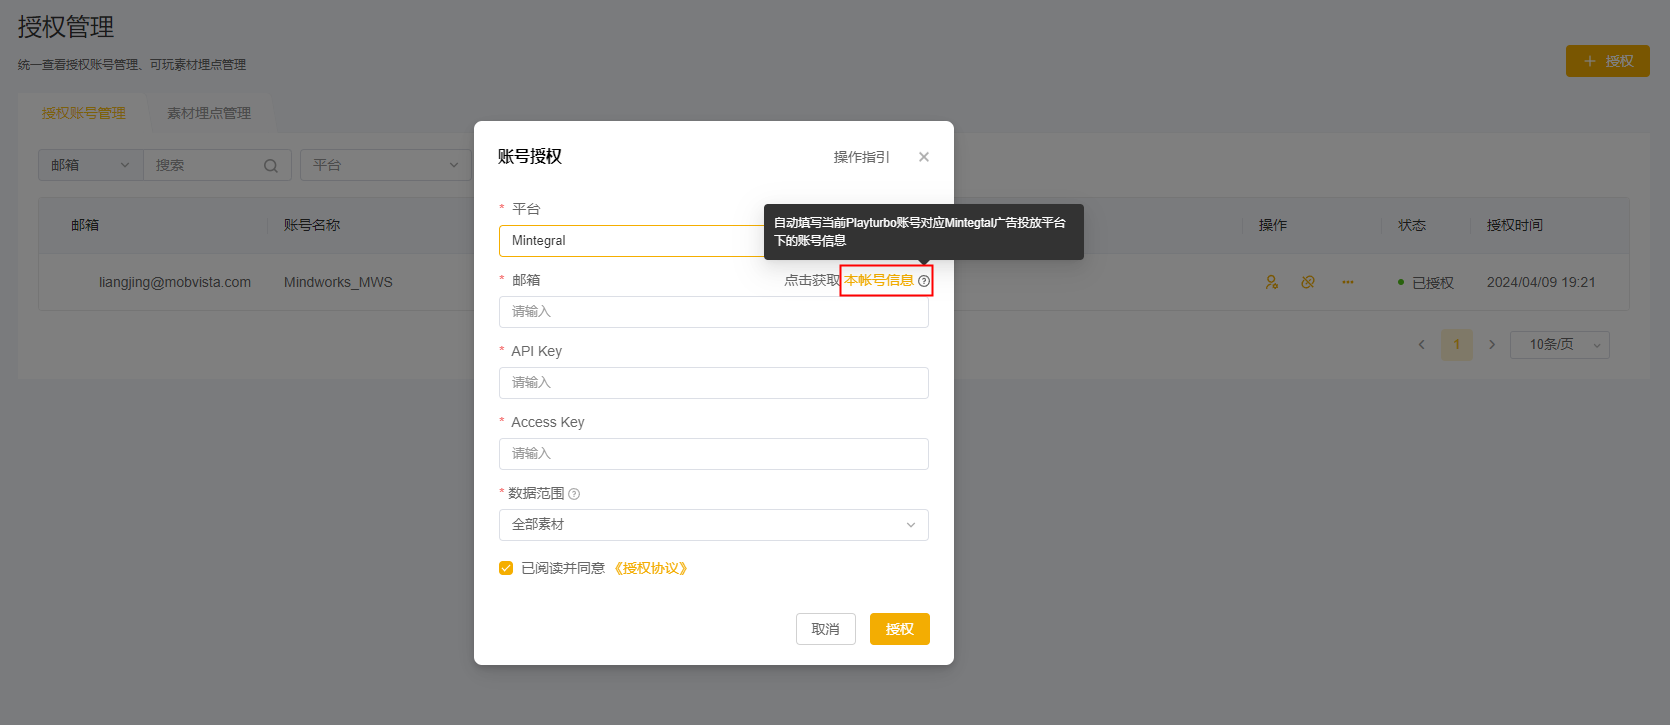 授权管理
统一查看授权账号管理、可玩素材埋点管理
+ 授权
授权账号管理 素材埋点管理
邮箱 搜索 平台
邮箱 账号名称 操作 状态 授权时间
liangjing@mobvista.com Mindworks_MWS 已授权 2024/04/09 19:21
1 10条/页
账号授权 操作指引
* 平台
自动填写当前Playturbo账号对应Mintegtal广告投放平台
下的账号信息
Mintegral
* 邮箱 点击获取 本帐号信息
请输入
* API Key
请输入
* Access Key
请输入
* 数据范围
全部素材
已阅读并同意 《授权协议》
取消 授权